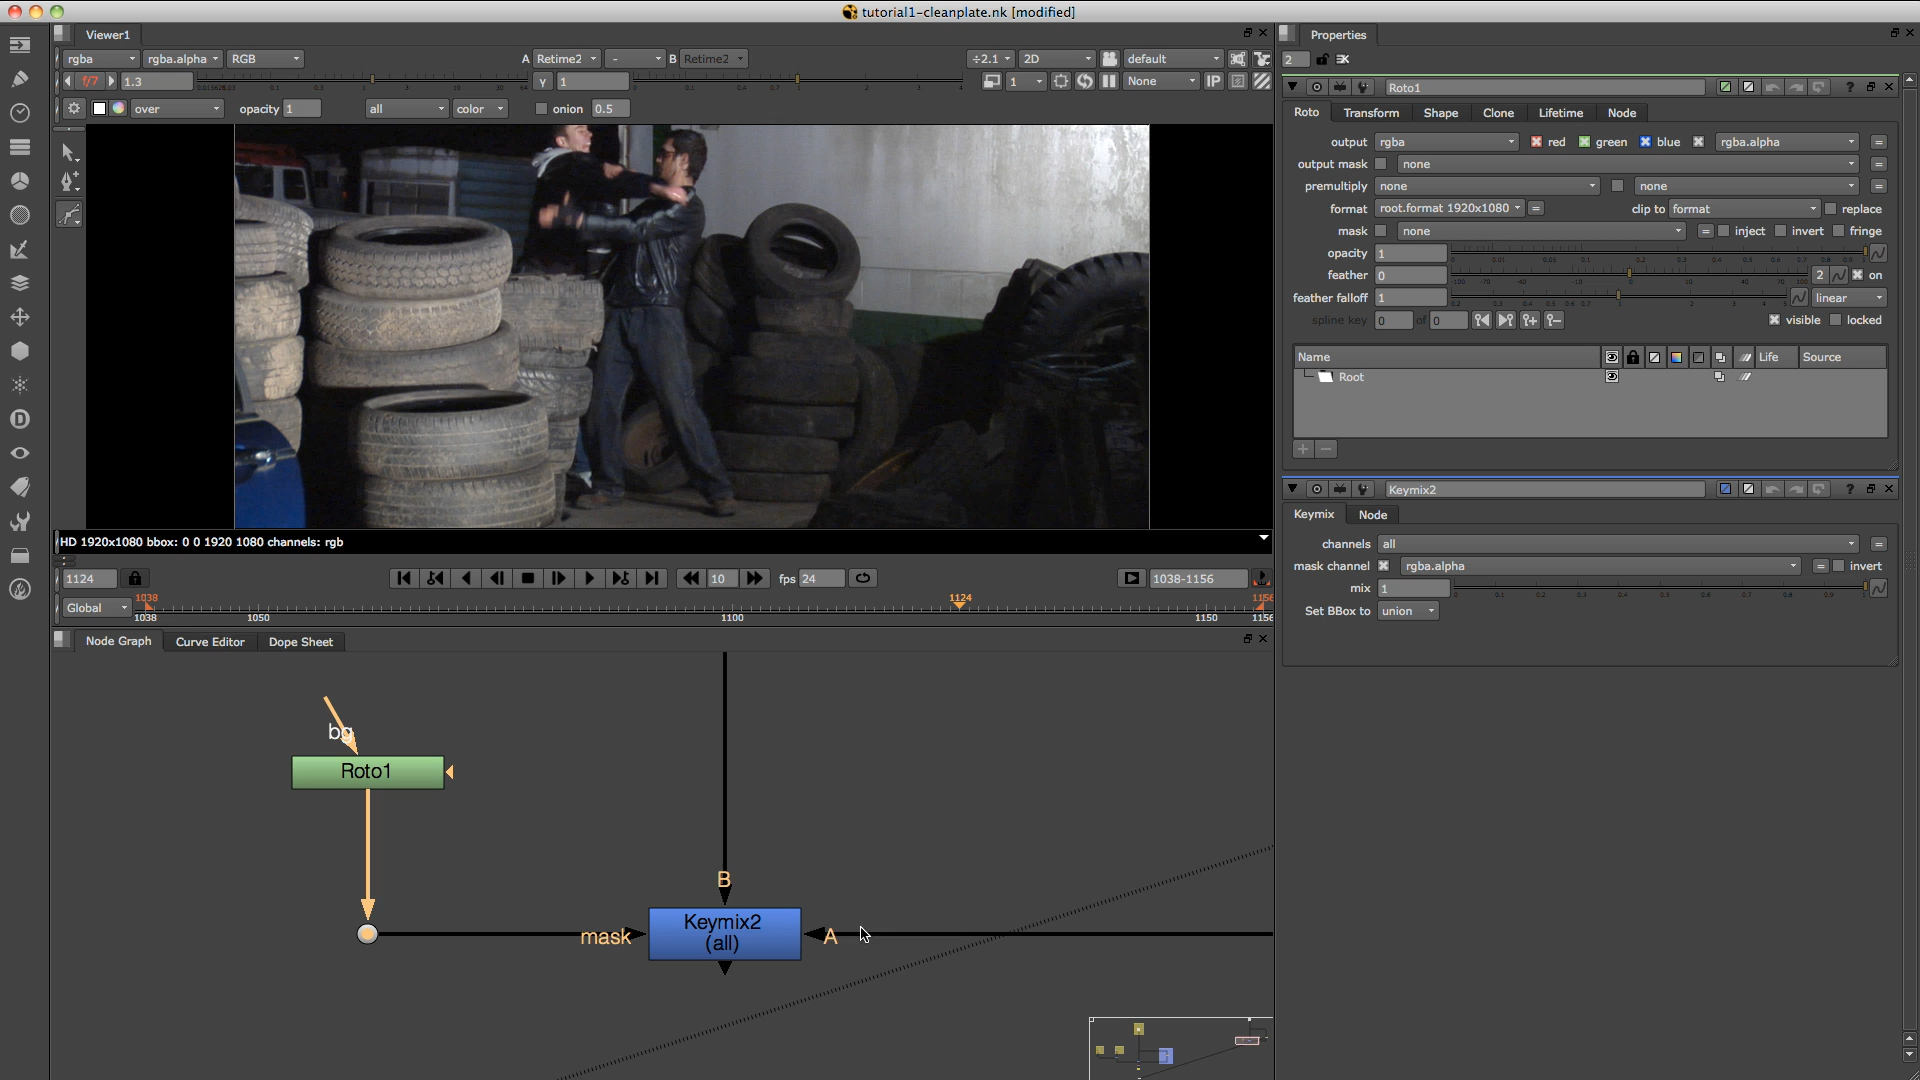 tutorial1-cleanplate.nk [modified]
Viewer1
rgba rgba.alpha RGB A Retime2 - B Retime2 ÷2.1 2D default
f/7 1.3 γ 1 1 None IP
over opacity 1 all color onion 0.5
HD 1920x1080 bbox: 0 0 1920 1080 channels: rgb
1124 10 fps 24 1038-1156
Global 1038 1124 1156
1038 1050 1100 1150 1156
Node Graph Curve Editor Dope Sheet
bg
Roto1
B
mask Keymix2 A
(all)
Properties
2
Roto1
Roto Transform Shape Clone Lifetime Node
output rgba red green blue rgba.alpha =
output mask none =
premultiply none none =
format root.format 1920x1080 = clip to format replace
mask none = inject invert fringe
opacity 1
feather 0 2 on
feather falloff 1 linear
spline key 0 of 0 visible locked
Name Life Source
Root
Keymix2
Keymix Node
channels all =
mask channel rgba.alpha = invert
mix 1
Set BBox to union